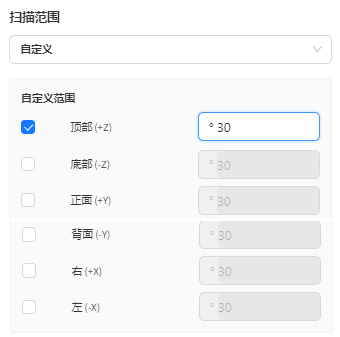 扫描范围
自定义
自定义范围
顶部 (+Z) ° 30
底部 (-Z) ° 30
正面 (+Y) ° 30
背面 (-Y) ° 30
右 (+X) ° 30
左 (-X) ° 30